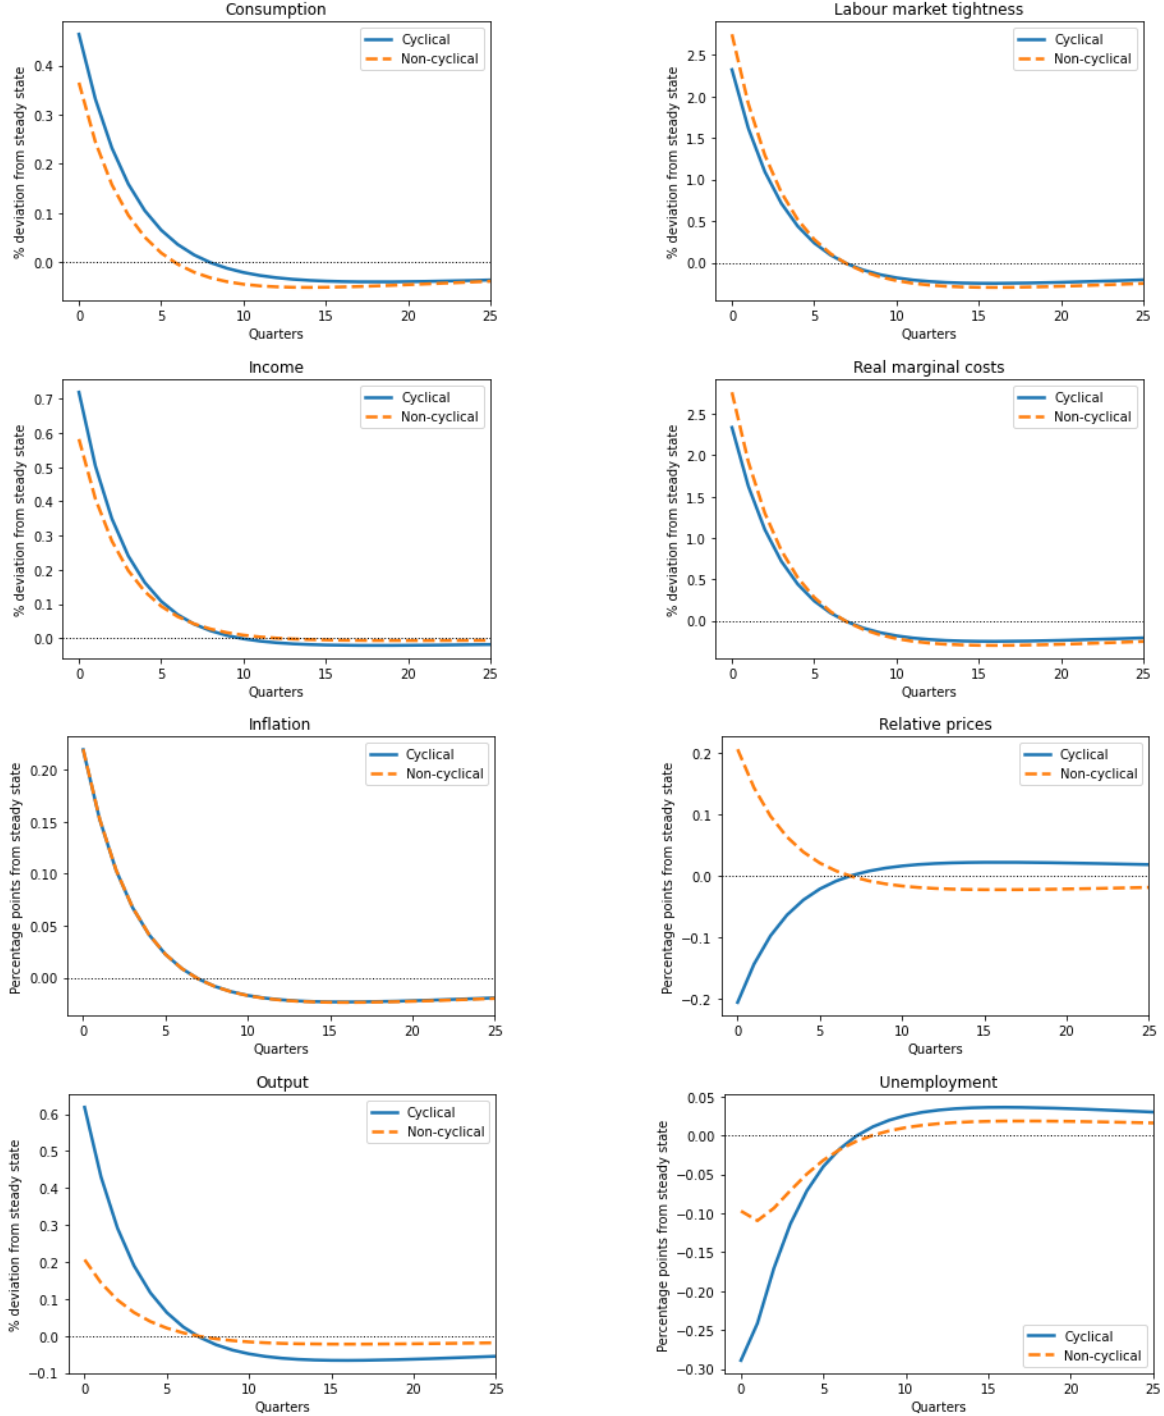 Consumption
% deviation from steady state
0.4
0.3
0.2
0.1
0.0
Cyclical
Non-cyclical
0 5 10 15 20 25
Quarters
Labour market tightness
% deviation from steady state
2.5
2.0
1.5
1.0
0.5
0.0
Cyclical
Non-cyclical
0 5 10 15 20 25
Quarters
Income
% deviation from steady state
0.7
0.6
0.5
0.4
0.3
0.2
0.1
0.0
Cyclical
Non-cyclical
0 5 10 15 20 25
Quarters
Real marginal costs
% deviation from steady state
2.5
2.0
1.5
1.0
0.5
0.0
Cyclical
Non-cyclical
0 5 10 15 20 25
Quarters
Inflation
Percentage points from steady state
0.20
0.15
0.10
0.05
0.00
Cyclical
Non-cyclical
0 5 10 15 20 25
Quarters
Relative prices
Percentage points from steady state
0.2
0.1
0.0
−0.1
−0.2
Cyclical
Non-cyclical
0 5 10 15 20 25
Quarters
Output
% deviation from steady state
0.6
0.5
0.4
0.3
0.2
0.1
0.0
−0.1
Cyclical
Non-cyclical
0 5 10 15 20 25
Quarters
Unemployment
Percentage points from steady state
0.05
0.00
−0.05
−0.10
−0.15
−0.20
−0.25
−0.30
Cyclical
Non-cyclical
0 5 10 15 20 25
Quarters